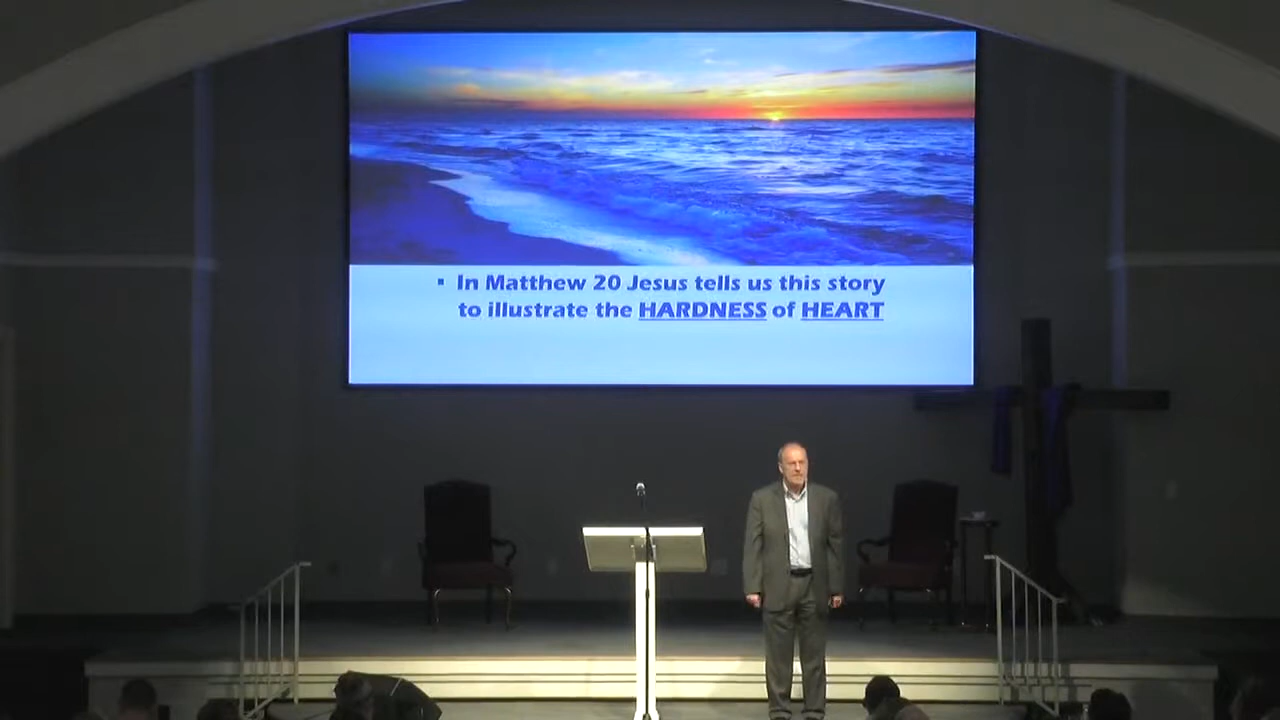 ▪ In Matthew 20 Jesus tells us this story
to illustrate the HARDNESS of HEART